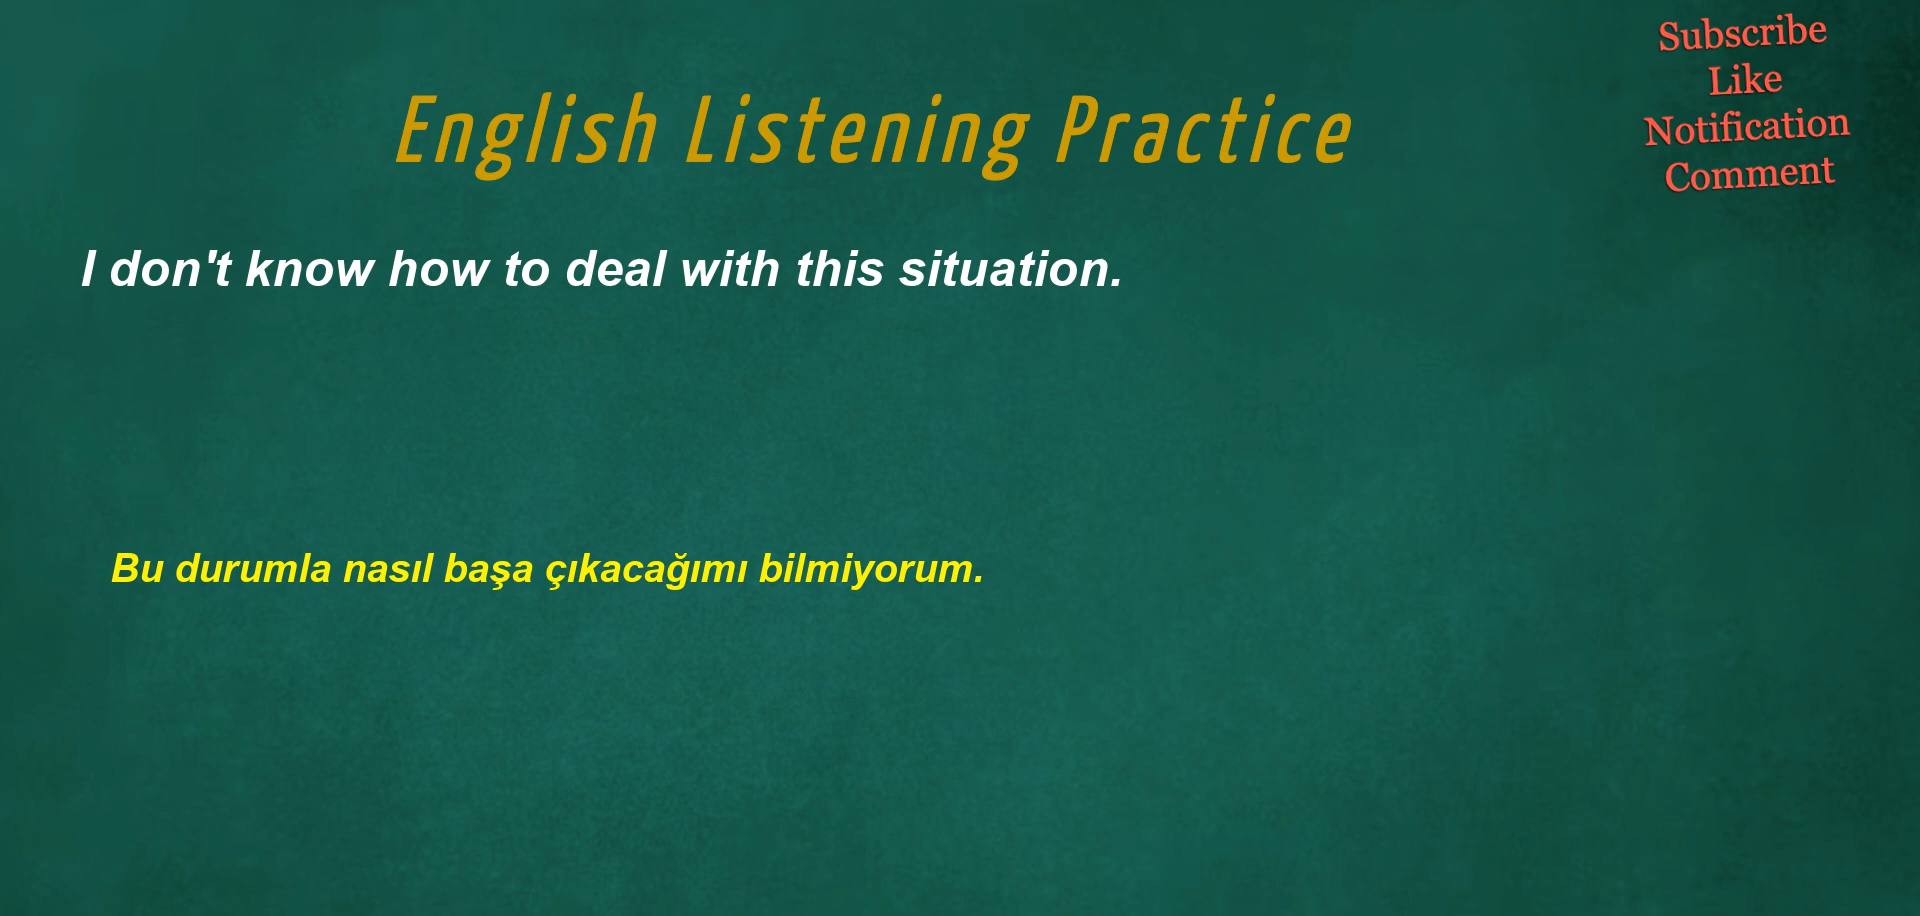 Subscribe
Like
Notification
Comment
English Listening Practice
I don't know how to deal with this situation.
Bu durumla nasıl başa çıkacağımı bilmiyorum.